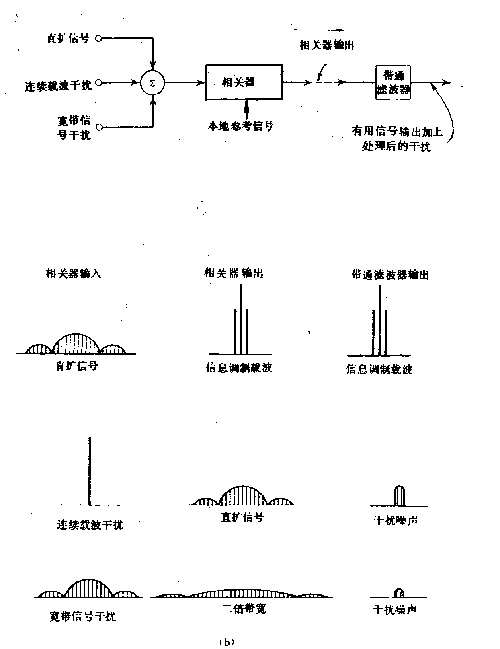 直扩信号
相关器输出
连续载波干扰
Σ
相关器
带通
滤波器
宽带信
号干扰
本地参考信号
有用信号输出加上
处理后的干扰
相关器输入
相关器输出
带通滤波器输出
直扩信号
信息调制载波
信息调制载波
连续载波干扰
直扩信号
干扰噪声
宽带信号干扰
二倍带宽
干扰噪声
(b)